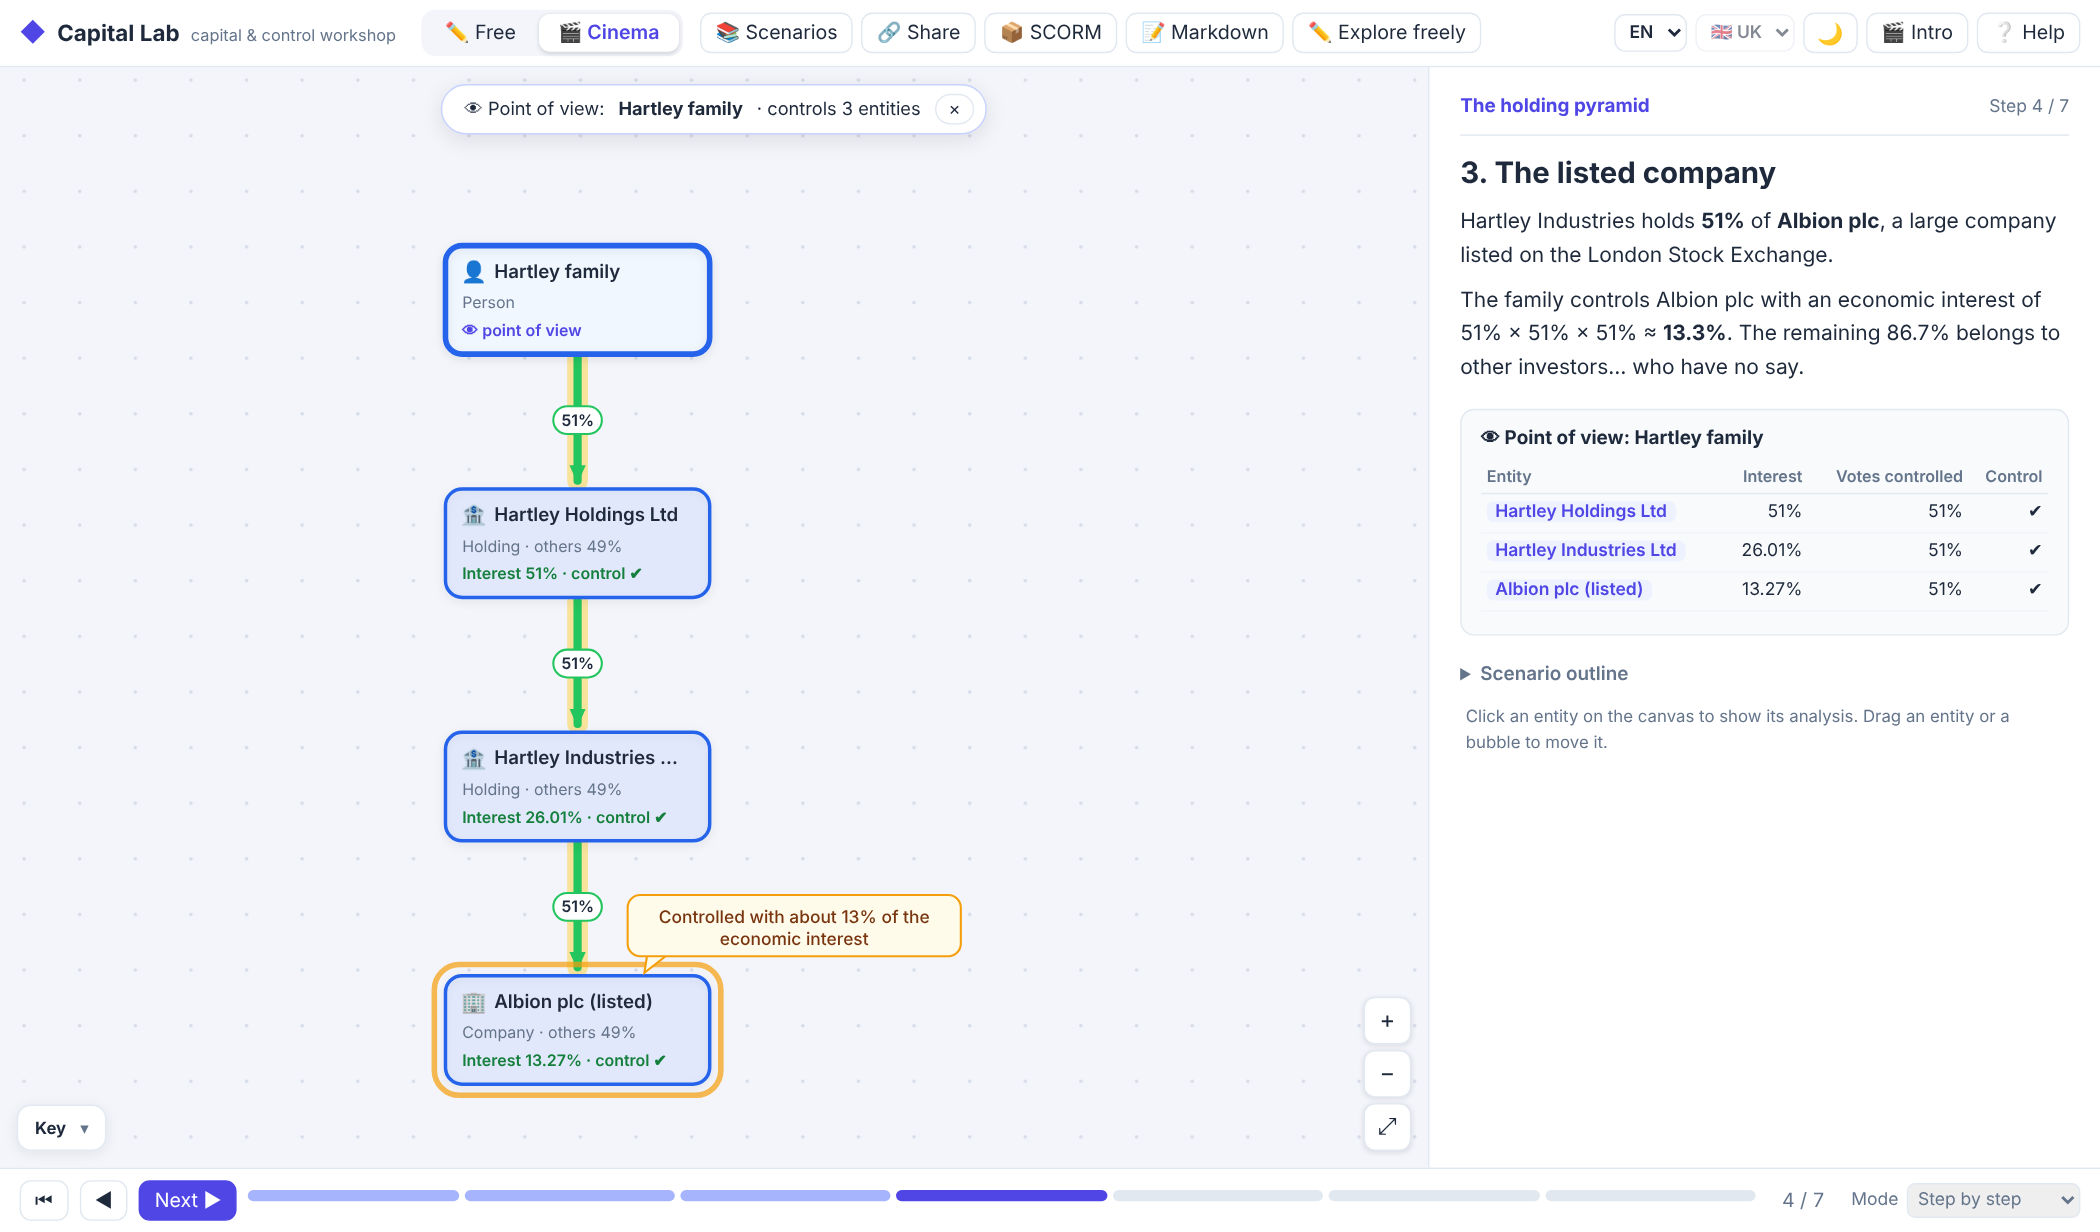 Capital Lab capital & control workshop
✏️ Free 🎬 Cinema 📚 Scenarios 🔗 Share 📦 SCORM 📝 Markdown ✏️ Explore freely
EN 🇬🇧 UK 🌙 🎬 Intro ❔ Help
👁 Point of view: Hartley family · controls 3 entities ×
Hartley family
Person
👁 point of view
51%
Hartley Holdings Ltd
Holding · others 49%
Interest 51% · control ✔
51%
Hartley Industries ...
Holding · others 49%
Interest 26.01% · control ✔
51%
Controlled with about 13% of the
economic interest
Albion plc (listed)
Company · others 49%
Interest 13.27% · control ✔
+
−
⤢
Key ▾
The holding pyramid Step 4 / 7
3. The listed company
Hartley Industries holds 51% of Albion plc, a large company
listed on the London Stock Exchange.
The family controls Albion plc with an economic interest of
51% × 51% × 51% ≈ 13.3%. The remaining 86.7% belongs to
other investors... who have no say.
👁 Point of view: Hartley family
Entity Interest Votes controlled Control
Hartley Holdings Ltd 51% 51% ✔
Hartley Industries Ltd 26.01% 51% ✔
Albion plc (listed) 13.27% 51% ✔
▶ Scenario outline
Click an entity on the canvas to show its analysis. Drag an entity or a
bubble to move it.
⏮ ◀ Next ▶ 4 / 7 Mode Step by step